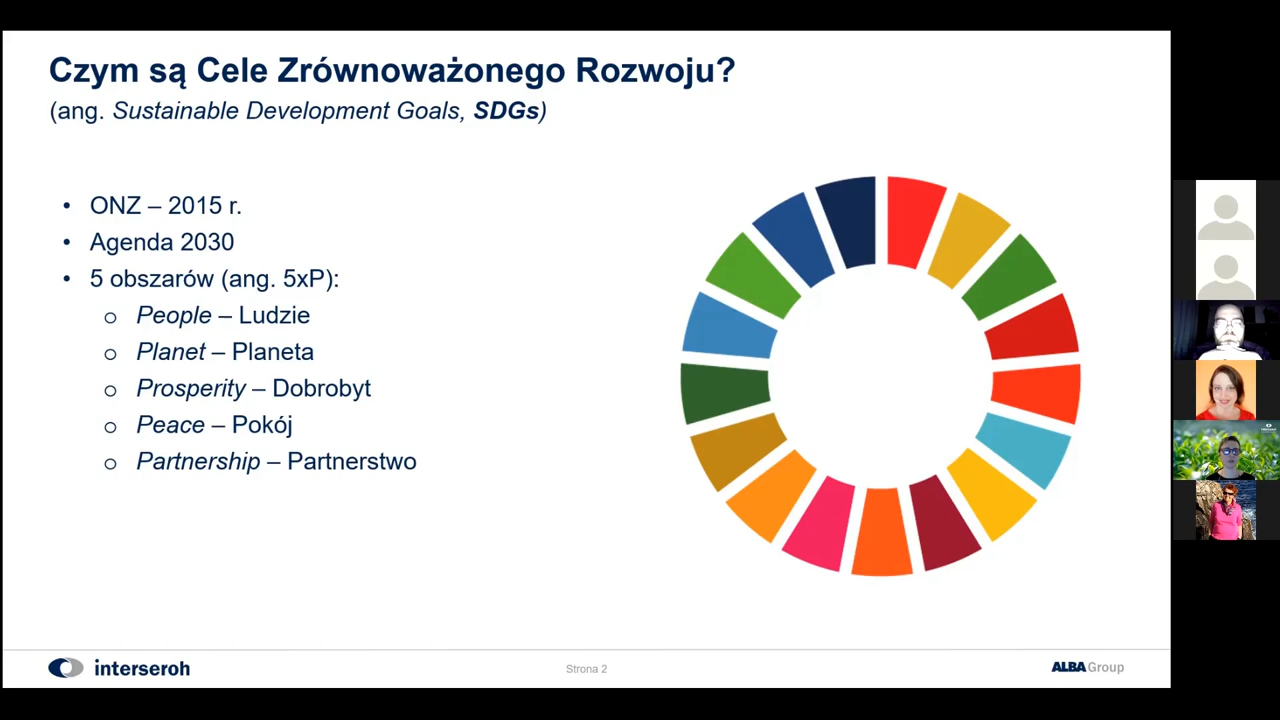 Czym są Cele Zrównoważonego Rozwoju?
(ang. Sustainable Development Goals, SDGs)
• ONZ – 2015 r.
• Agenda 2030
• 5 obszarów (ang. 5xP):
o People – Ludzie
o Planet – Planeta
o Prosperity – Dobrobyt
o Peace – Pokój
o Partnership – Partnerstwo
interseroh
Strona 2
ALBA Group